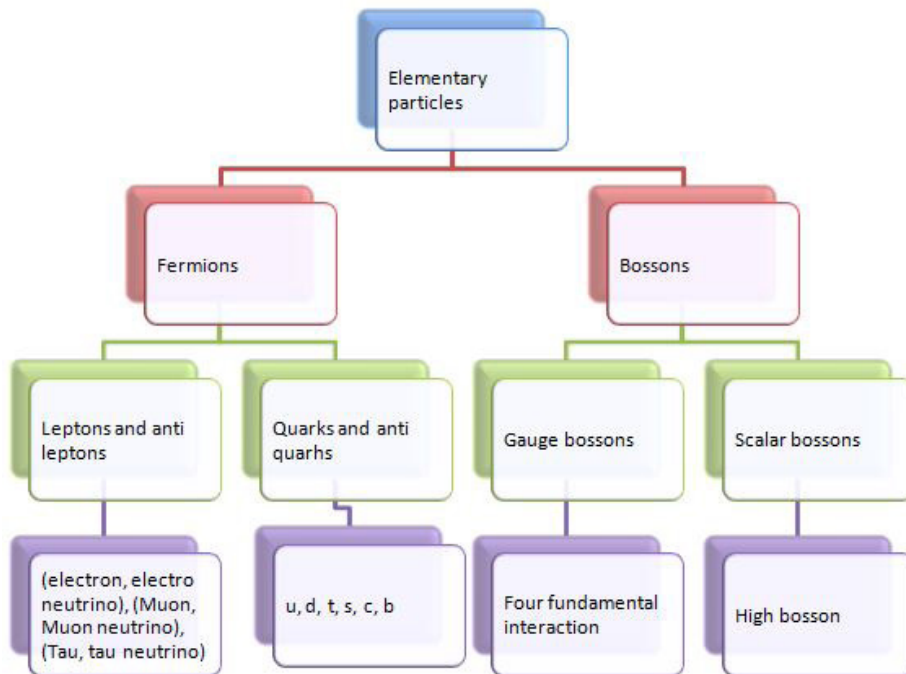 Elementary
particles
Fermions
Bossons
Leptons and anti
leptons
Quarks and anti
quarhs
Gauge bossons
Scalar bossons
(electron, electro
neutrino), (Muon,
Muon neutrino),
(Tau, tau neutrino)
u, d, t, s, c, b
Four fundamental
interaction
High bosson